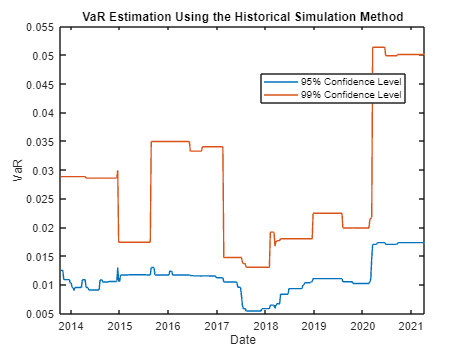 VaR Estimation Using the Historical Simulation Method
0.055
0.05
0.045
0.04
0.035
0.03
0.025
0.02
0.015
0.01
0.005
VaR
95% Confidence Level
99% Confidence Level
2014 2015 2016 2017 2018 2019 2020 2021
Date